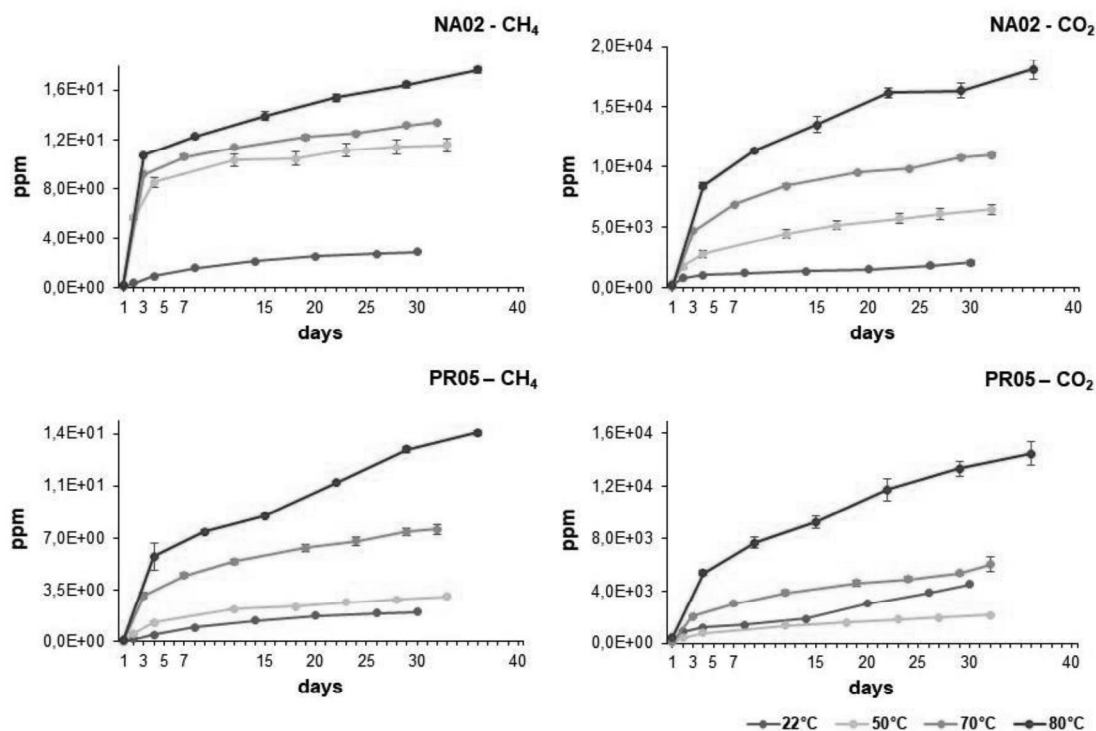 NA02 - CH₄
1,6E+01
1,2E+01
8,0E+00
4,0E+00
0,0E+00
ppm
1 3 5 7 15 20 30 40
days
NA02 - CO₂
2,0E+04
1,5E+04
1,0E+04
5,0E+03
0,0E+00
ppm
1 3 5 7 15 20 30 40
days
PR05 – CH₄
1,4E+01
1,1E+01
7,0E+00
3,5E+00
0,0E+00
ppm
1 3 5 7 15 20 30 40
days
PR05 – CO₂
1,6E+04
1,2E+04
8,0E+03
4,0E+03
0,0E+00
ppm
1 3 5 7 15 20 30 40
days
22°C 50°C 70°C 80°C